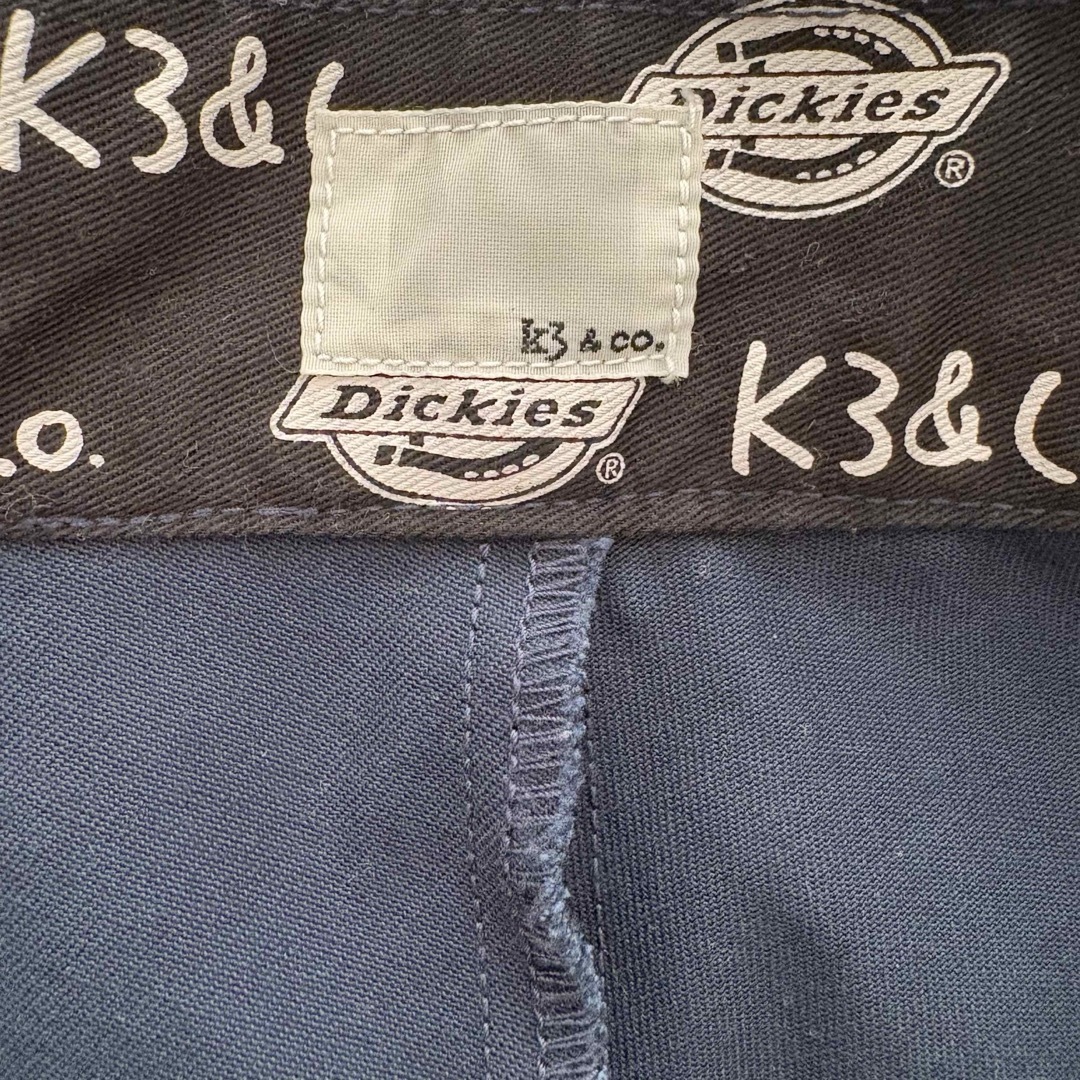 K3&
Dickies
®
k3 & co.
Dickies
®
K3&C
.o.